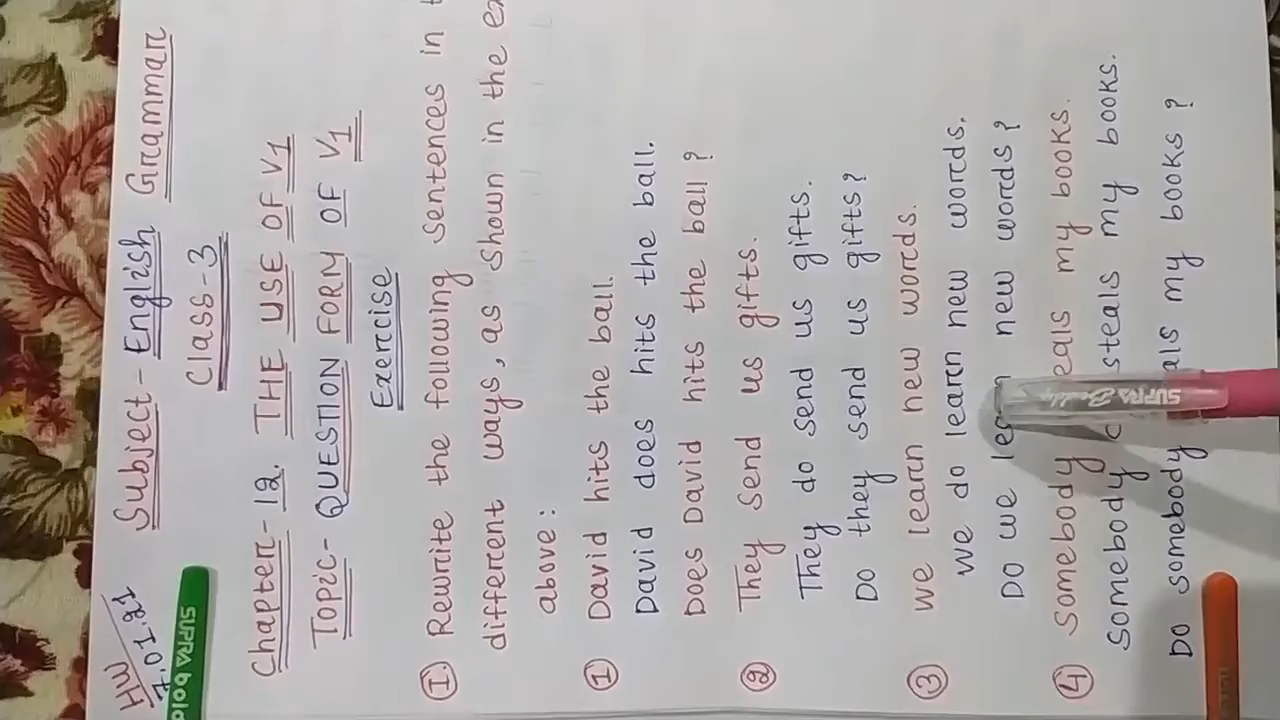 HW
7.01.21
Subject - English Grammar
Class-3
Chapter-12. THE USE OF V1
Topic- QUESTION FORM OF V1
Exercise
I. Rewrite the following sentences in
different ways, as shown in the
above :
1 David hits the ball.
David does hits the ball.
Does David hits the ball ?
2 They send us gifts.
They do send us gifts.
Do they send us gifts?
3 we learn new words.
we do learn new words.
Do we new words ?
4 somebody my books.
somebody steals my books.
Do somebody my books ?
SUPRA bold
SUPRA